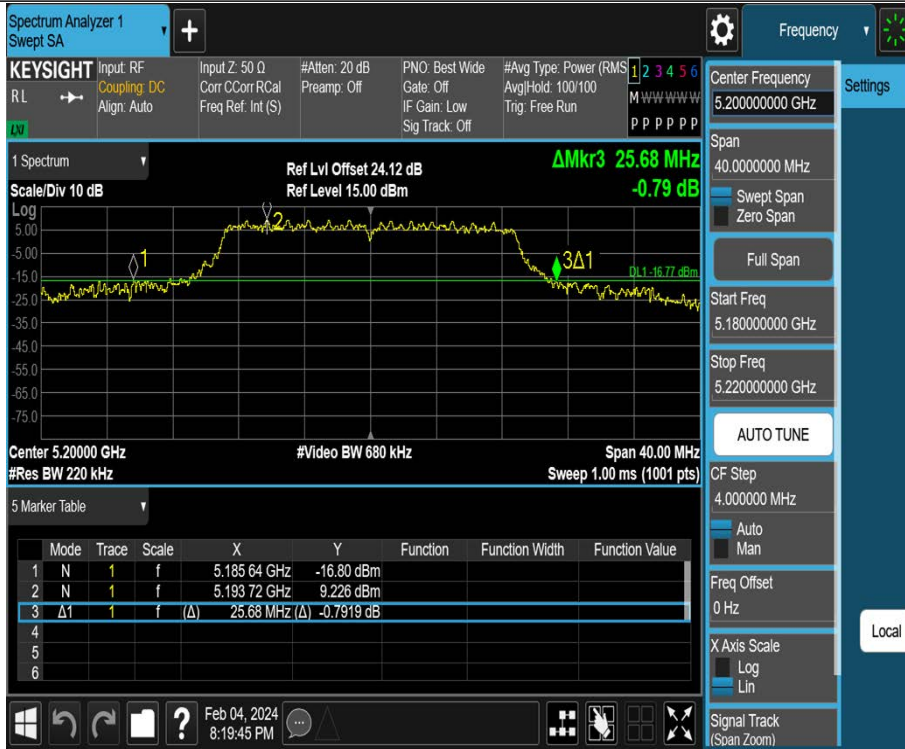 Spectrum Analyzer 1
Swept SA
+
Frequency
KEYSIGHT
RL
LXI
Input: RF
Coupling: DC
Align: Auto
Input Z: 50 Ω
Corr CCorr RCal
Freq Ref: Int (S)
#Atten: 20 dB
Preamp: Off
PNO: Best Wide
Gate: Off
IF Gain: Low
Sig Track: Off
#Avg Type: Power (RMS
Avg|Hold: 100/100
Trig: Free Run
1 2 3 4 5 6
M W W W W W
P P P P P P
Settings
1 Spectrum
Scale/Div 10 dB
Ref Lvl Offset 24.12 dB
Ref Level 15.00 dBm
ΔMkr3 25.68 MHz
-0.79 dB
Log
5.00
-5.00
-15.0
-25.0
-35.0
-45.0
-55.0
-65.0
-75.0
1
2
3Δ1
DL1 -16.77 dBm
Center 5.20000 GHz
#Res BW 220 kHz
#Video BW 680 kHz
Span 40.00 MHz
Sweep 1.00 ms (1001 pts)
5 Marker Table
Mode Trace Scale X Y Function Function Width Function Value
1 N 1 f 5.185 64 GHz -16.80 dBm
2 N 1 f 5.193 72 GHz 9.226 dBm
3 Δ1 1 f (Δ) 25.68 MHz (Δ) -0.7919 dB
4
5
6
Center Frequency
5.200000000 GHz
Span
40.0000000 MHz
Swept Span
Zero Span
Full Span
Start Freq
5.180000000 GHz
Stop Freq
5.220000000 GHz
AUTO TUNE
CF Step
4.000000 MHz
Auto
Man
Freq Offset
0 Hz
X Axis Scale
Log
Lin
Signal Track
(Span Zoom)
Local
?
Feb 04, 2024
8:19:45 PM